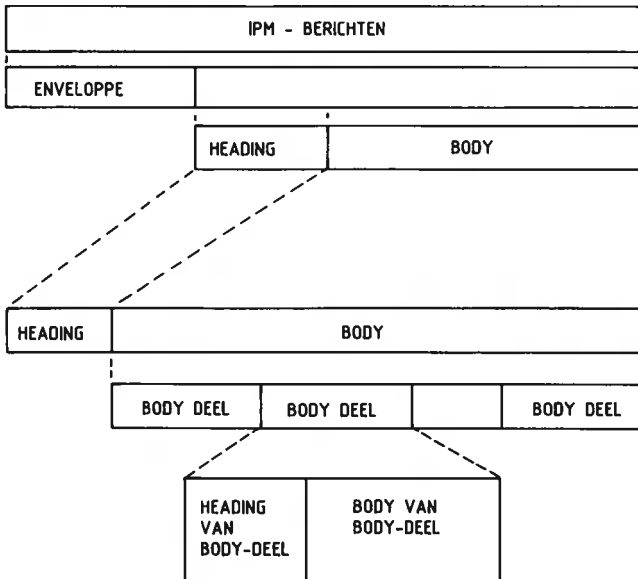 IPM - BERICHTEN
ENVELOPPE
HEADING BODY
HEADING BODY
BODY DEEL BODY DEEL BODY DEEL
HEADING
VAN
BODY-DEEL
BODY VAN
BODY-DEEL